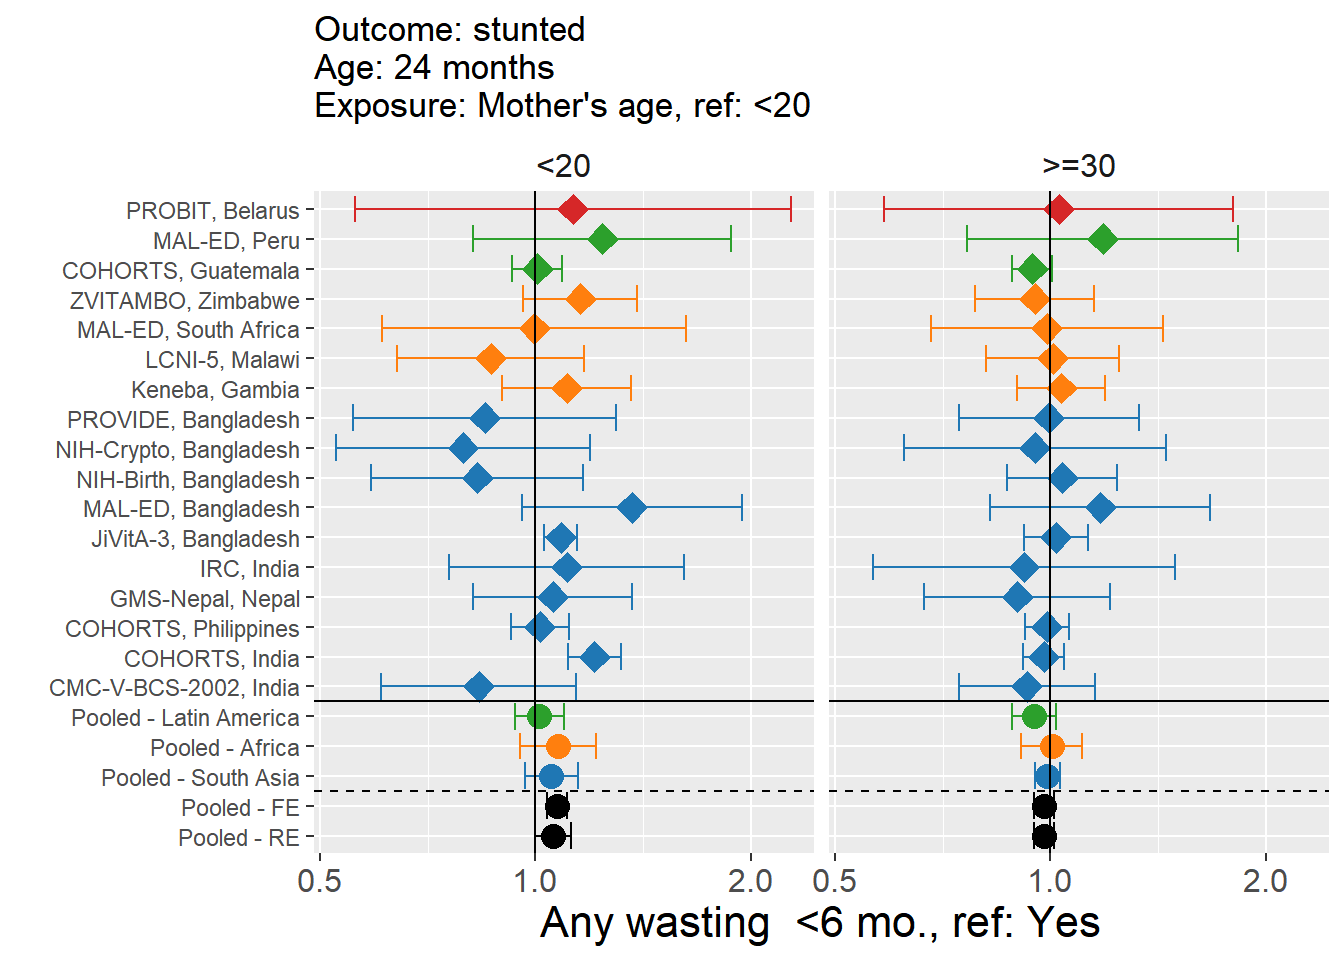 Outcome: stunted
Age: 24 months
Exposure: Mother's age, ref: <20
<20
>=30
PROBIT, Belarus
MAL-ED, Peru
COHORTS, Guatemala
ZVITAMBO, Zimbabwe
MAL-ED, South Africa
LCNI-5, Malawi
Keneba, Gambia
PROVIDE, Bangladesh
NIH-Crypto, Bangladesh
NIH-Birth, Bangladesh
MAL-ED, Bangladesh
JiVitA-3, Bangladesh
IRC, India
GMS-Nepal, Nepal
COHORTS, Philippines
COHORTS, India
CMC-V-BCS-2002, India
Pooled - Latin America
Pooled - Africa
Pooled - South Asia
Pooled - FE
Pooled - RE
0.5 1.0 2.0 0.5 1.0 2.0
Any wasting  <6 mo., ref: Yes